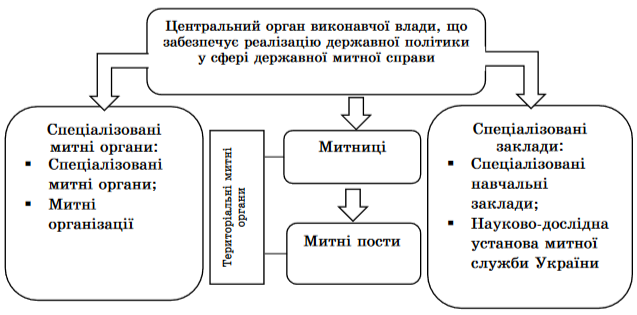 Центральний орган виконавчої влади, що
забезпечує реалізацію державної політики
у сфері державної митної справи
Спеціалізовані
митні органи:
▪ Спеціалізовані
митні органи;
▪ Митні
організації
Територіальні митні
органи
Митниці
Митні пости
Спеціалізовані
заклади:
▪ Спеціалізовані
навчальні
заклади;
▪ Науково-дослідна
установа митної
служби України